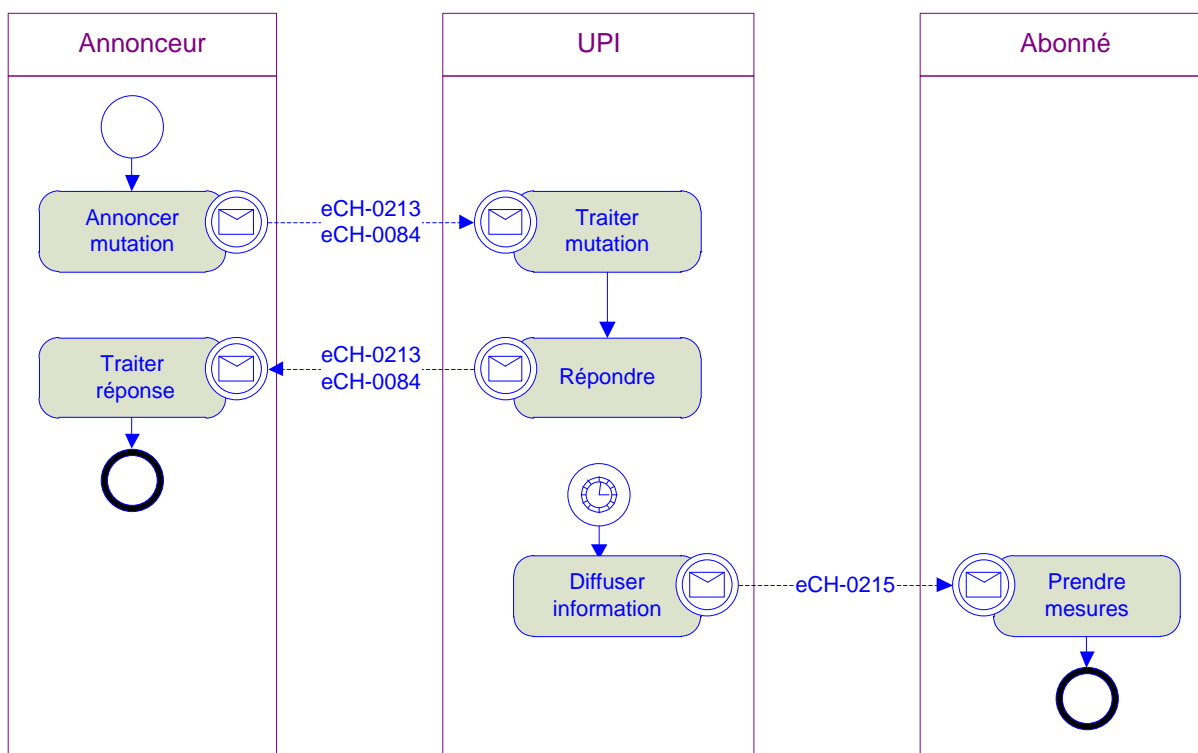 Annonceur
UPI
Abonné
Annoncer
mutation
eCH-0213
eCH-0084
Traiter
mutation
Traiter
réponse
eCH-0213
eCH-0084
Répondre
Diffuser
information
eCH-0215
Prendre
mesures